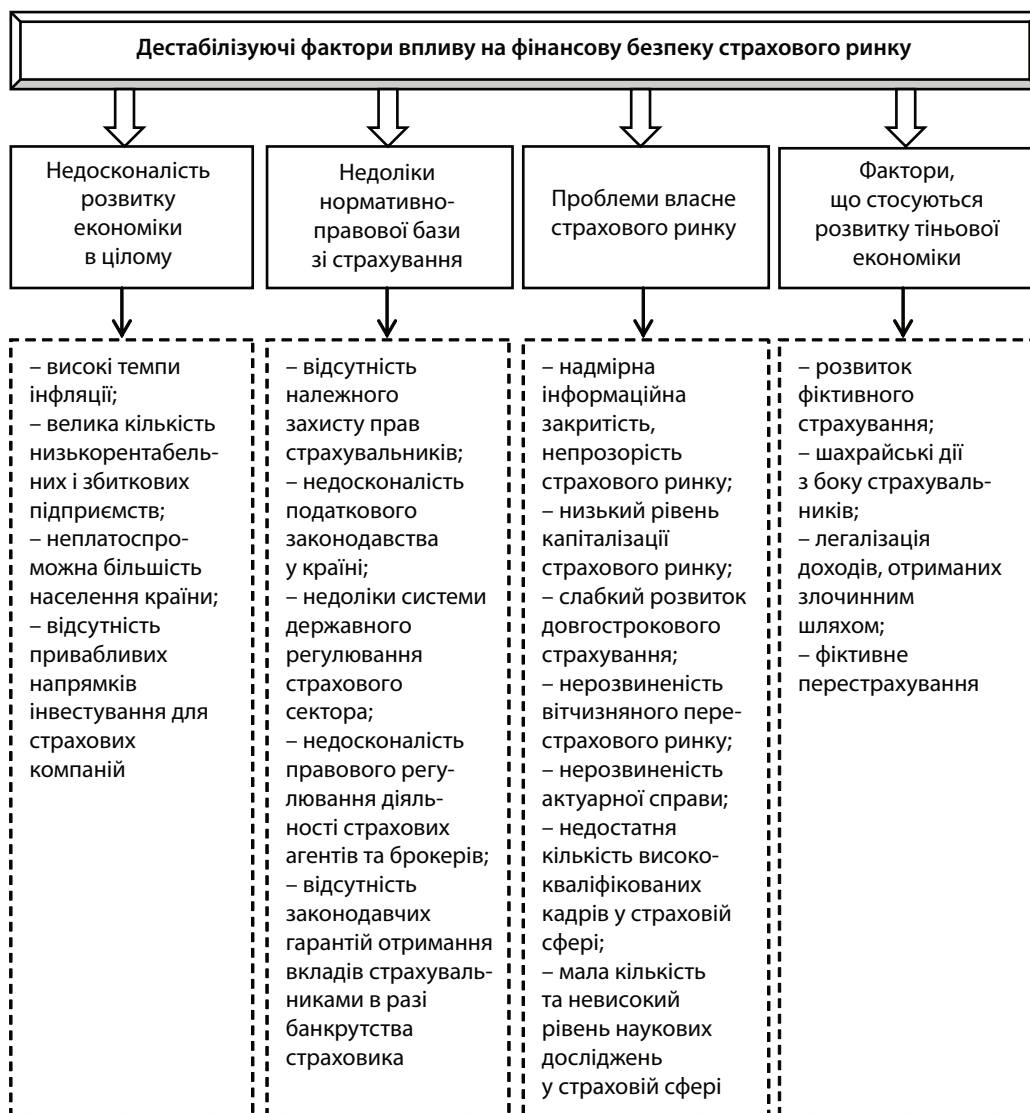 Дестабілізуючі фактори впливу на фінансову безпеку страхового ринку
Недосконалість
розвитку
економіки
в цілому
Недоліки
нормативно-
правової бази
зі страхування
Проблеми власне
страхового ринку
Фактори,
що стосуються
розвитку тіньової
економіки
– високі темпи
інфляції;
– велика кількість
низькорентабель-
них і збиткових
підприємств;
– неплатоспро-
можна більшість
населення країни;
– відсутність
привабливих
напрямків
інвестування для
страхових
компаній
– відсутність
належного
захисту прав
страхувальників;
– недосконалість
податкового
законодавства
у країні;
– недоліки системи
державного
регулювання
страхового
сектора;
– недосконалість
правового регу-
лювання діяль-
ності страхових
агентів та брокерів;
– відсутність
законодавчих
гарантій отримання
вкладів страхуваль-
никами в разі
банкрутства
страховика
– надмірна
інформаційна
закритість,
непрозорість
страхового ринку;
– низький рівень
капіталізації
страхового ринку;
– слабкий розвиток
довгострокового
страхування;
– нерозвиненість
вітчизняного пере-
страхового ринку;
– нерозвиненість
актуарної справи;
– недостатня
кількість високо-
кваліфікованих
кадрів у страховій
сфері;
– мала кількість
та невисокий
рівень наукових
досліджень
у страховій сфері
– розвиток
фіктивного
страхування;
– шахрайські дії
з боку страхуваль-
ників;
– легалізація
доходів, отриманих
злочинним
шляхом;
– фіктивне
перестрахування